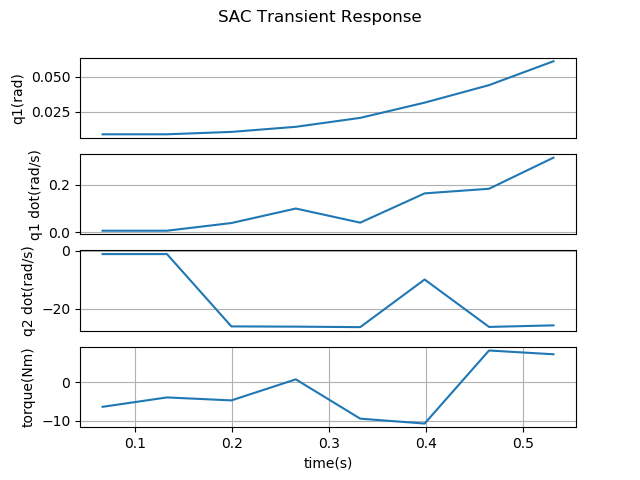 SAC Transient Response
q1(rad)
0.050
0.025
q1 dot(rad/s)
0.2
0.0
q2 dot(rad/s)
0
−20
torque(Nm)
0
−10
0.1 0.2 0.3 0.4 0.5
time(s)